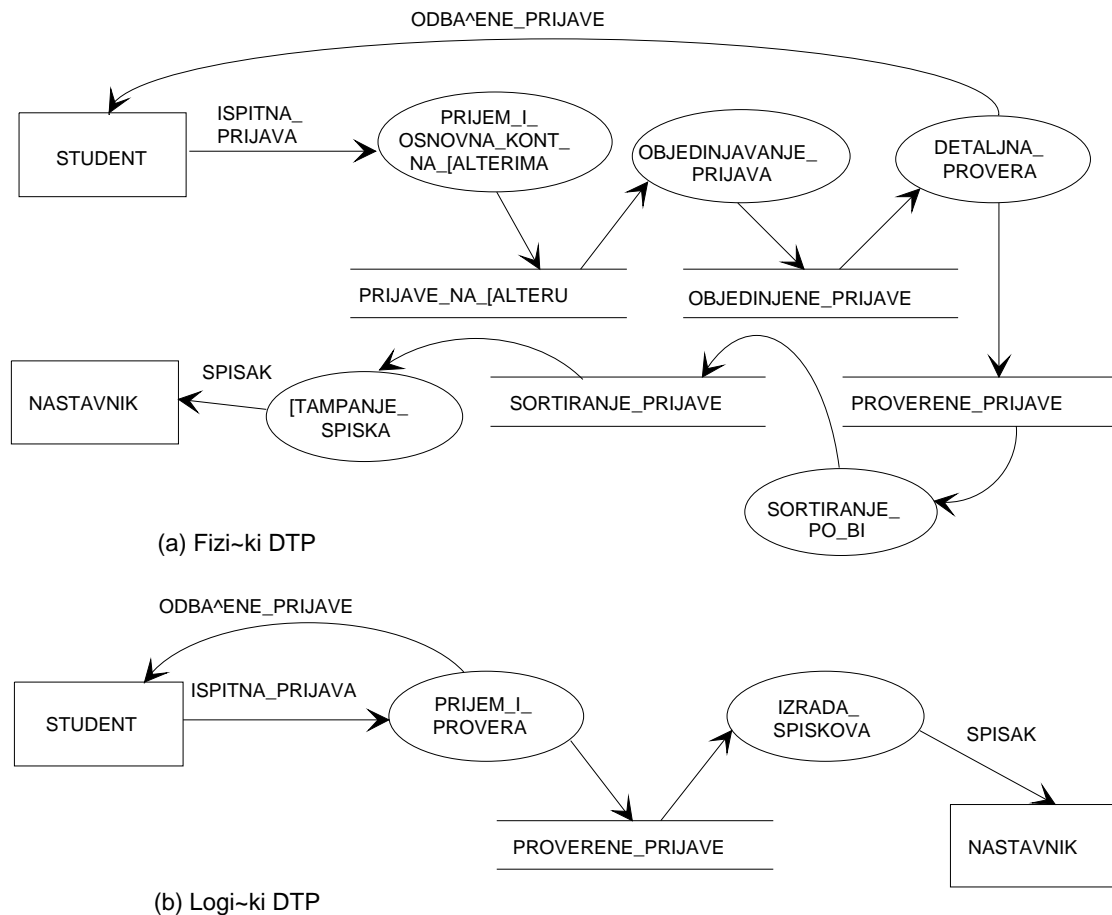 ODBA^ENE_PRIJAVE
ISPITNA_
PRIJAVA
STUDENT
PRIJEM_I_
OSNOVNA_KONT_
NA_[ALTERIMA
OBJEDINJAVANJE_
PRIJAVA
DETALJNA_
PROVERA
PRIJAVE_NA_[ALTERU
OBJEDINJENE_PRIJAVE
NASTAVNIK
SPISAK
[TAMPANJE_
SPISKA
SORTIRANJE_PRIJAVE
PROVERENE_PRIJAVE
SORTIRANJE_
PO_BI
(a) Fizi~ki DTP
ODBA^ENE_PRIJAVE
STUDENT
ISPITNA_PRIJAVA
PRIJEM_I_
PROVERA
IZRADA_
SPISKOVA
SPISAK
PROVERENE_PRIJAVE
NASTAVNIK
(b) Logi~ki DTP